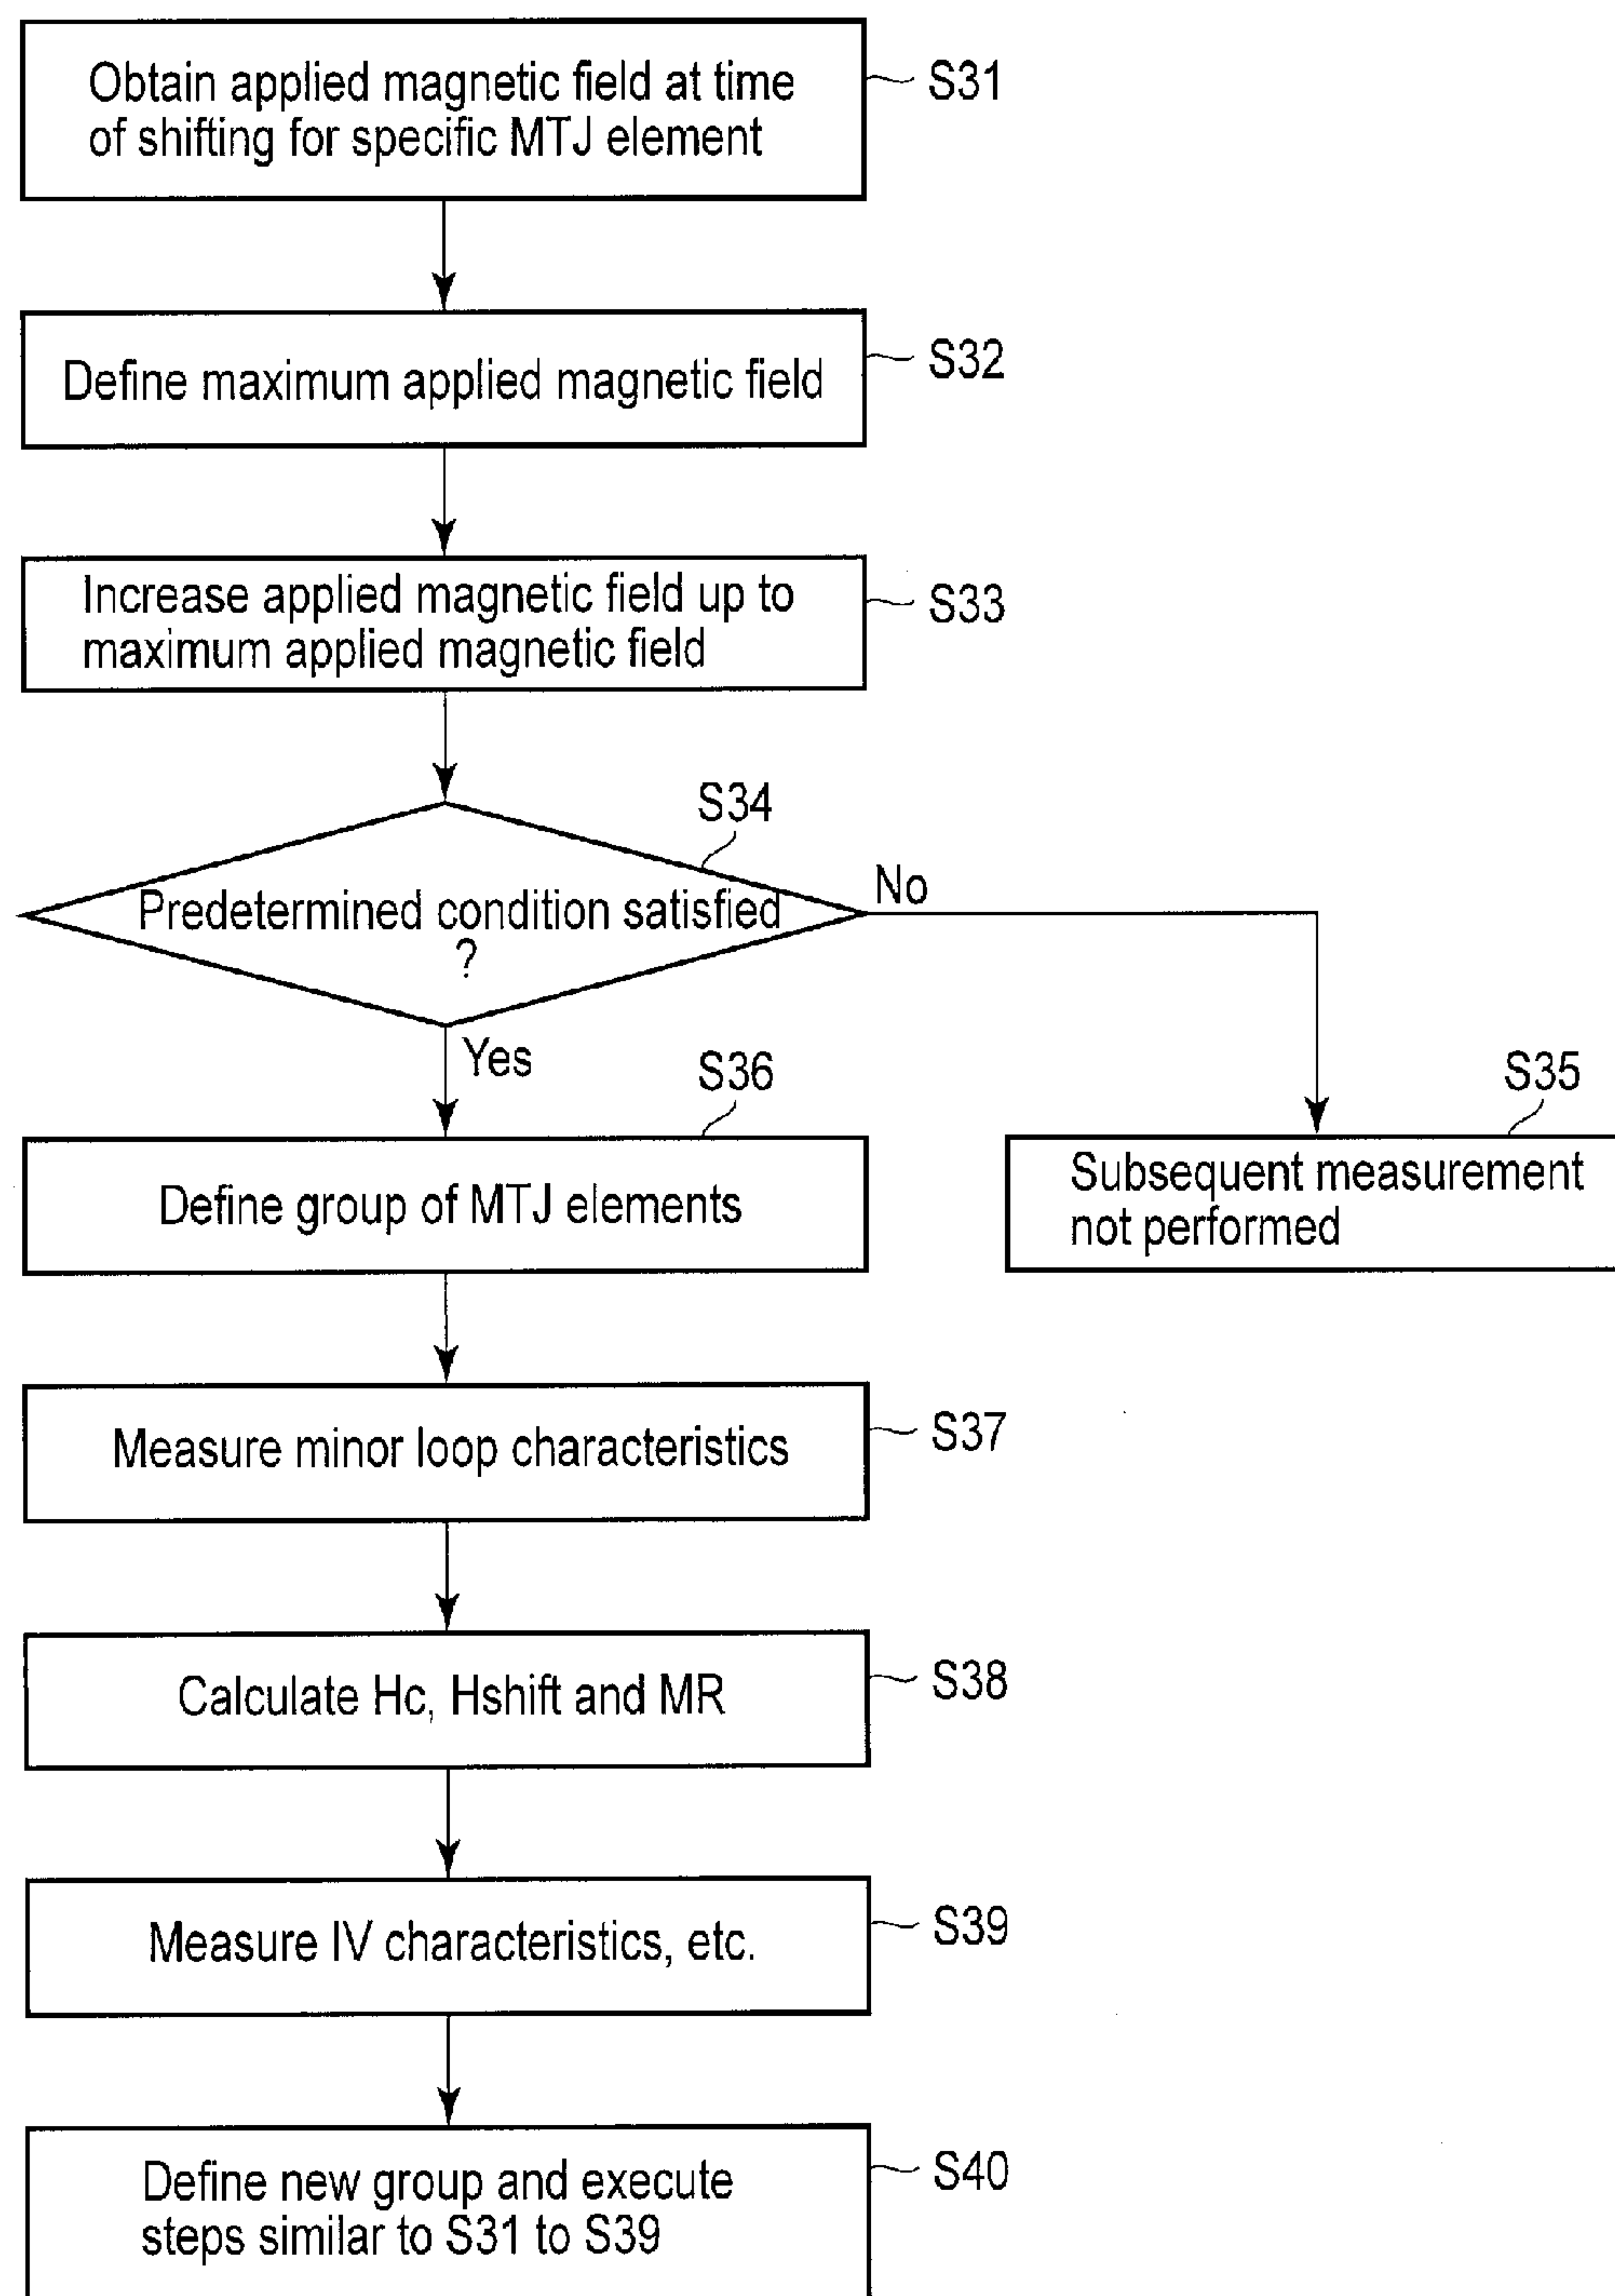 Obtain applied magnetic field at time
of shifting for specific MTJ element
S31
Define maximum applied magnetic field
S32
Increase applied magnetic field up to
maximum applied magnetic field
S33
S34
Predetermined condition satisfied
?
No
Yes
S36
Define group of MTJ elements
S35
Subsequent measurement
not performed
Measure minor loop characteristics
S37
Calculate Hc, Hshift and MR
S38
Measure IV characteristics, etc.
S39
Define new group and execute
steps similar to S31 to S39
S40